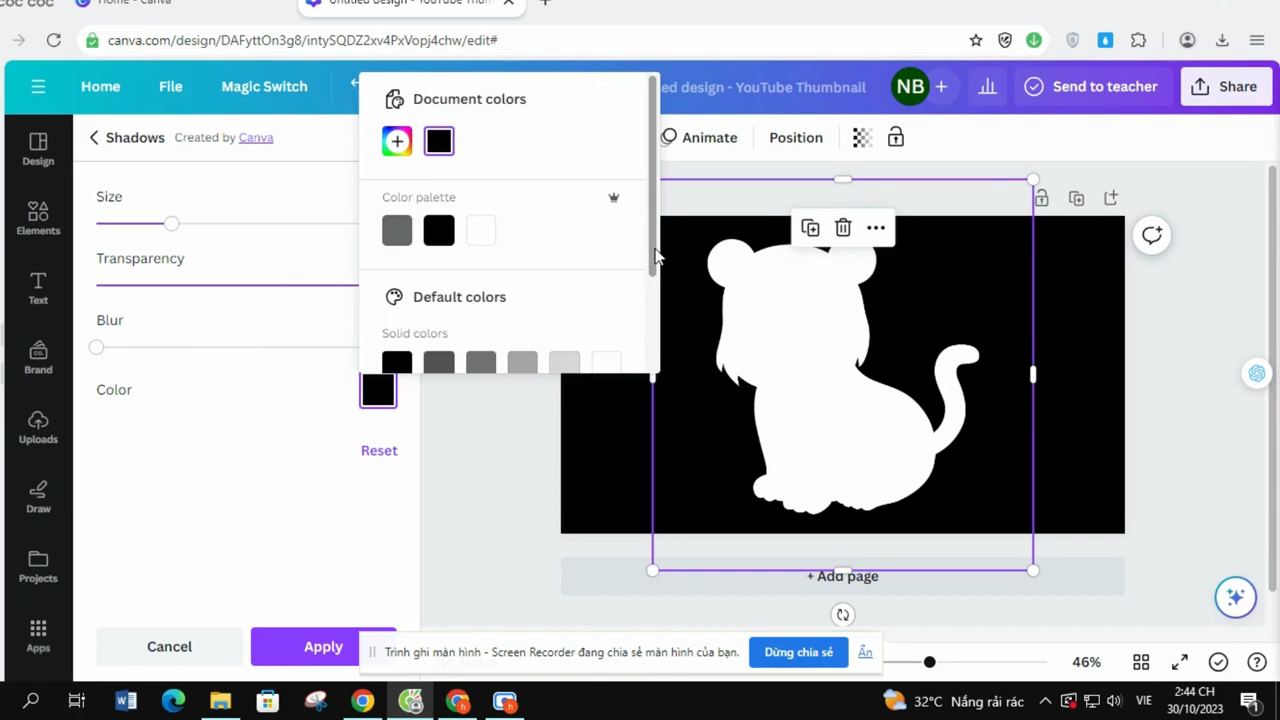 CỐC CỐC
Home - Canva
Untitled design - YouTube Thum
canva.com/design/DAFyttOn3g8/intySQDZ2xv4PxVopj4chw/edit#
Home
File
Magic Switch
ed design - YouTube Thumbnail
NB
Send to teacher
Share
Design
Elements
Text
Brand
Uploads
Draw
Projects
Apps
Shadows Created by Canva
Size
Transparency
Blur
Color
Reset
Cancel
Apply
Document colors
Color palette
Default colors
Solid colors
Animate
Position
+ Add page
Trình ghi màn hình - Screen Recorder đang chia sẻ màn hình của bạn.
Dừng chia sẻ
Ẩn
46%
32°C Nắng rải rác
VIE
2:44 CH
30/10/2023